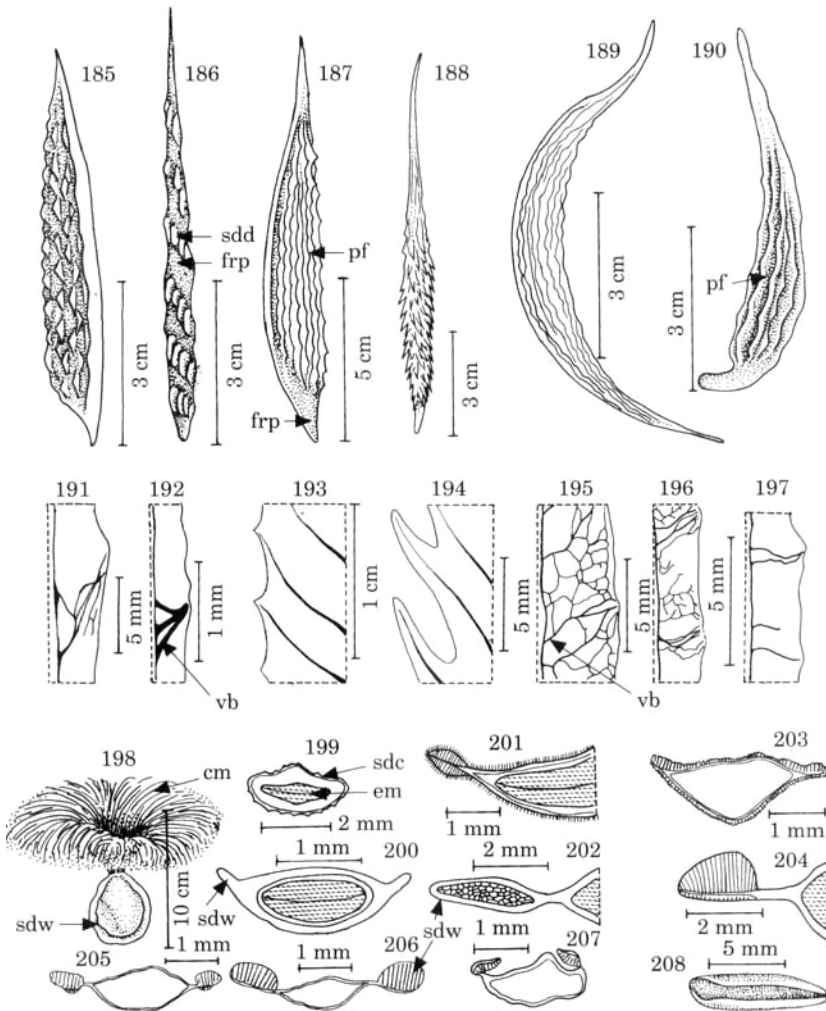 185
186
187
188
189
190
sdd
frp
pf
frp
pf
3 cm
3 cm
5 cm
3 cm
3 cm
3 cm
191
192
193
194
195
196
197
5 mm
1 mm
1 cm
5 mm
5 mm
5 mm
vb
vb
198
cm
199
sdc
em
2 mm
201
1 mm
203
1 mm
sdw
10 cm
1 mm
200
sdw
2 mm
202
sdw
204
2 mm
205
1 mm
206
1 mm
1 mm
207
5 mm
208